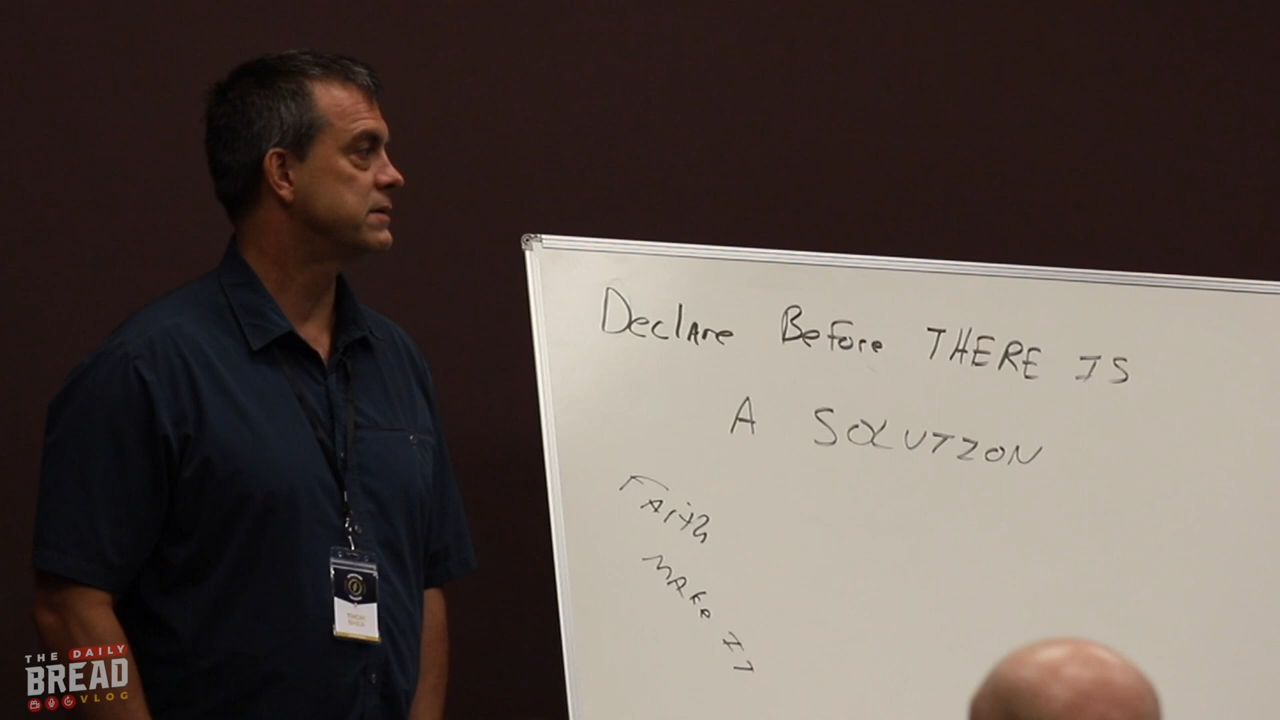 Declare Before THERE IS
A SOLUTION
FAith
MAKE IT
THE DAILY
BREAD
VLOG